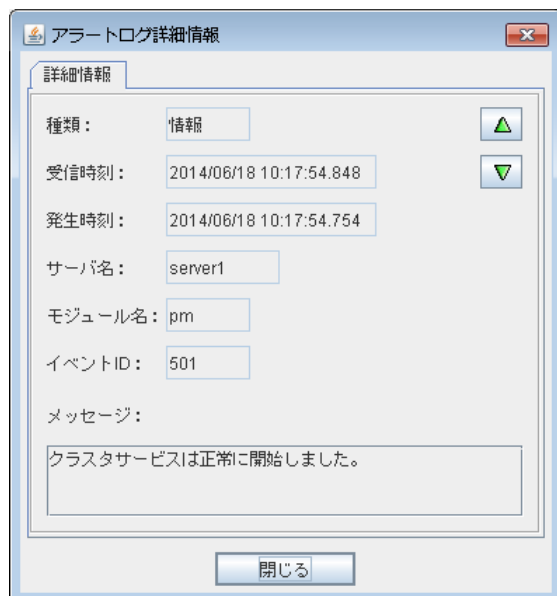 アラートログ詳細情報
詳細情報
種類： 情報
受信時刻： 2014/06/18 10:17:54.848
発生時刻： 2014/06/18 10:17:54.754
サーバ名： server1
モジュール名： pm
イベントID： 501
メッセージ：
クラスタサービスは正常に開始しました。
閉じる